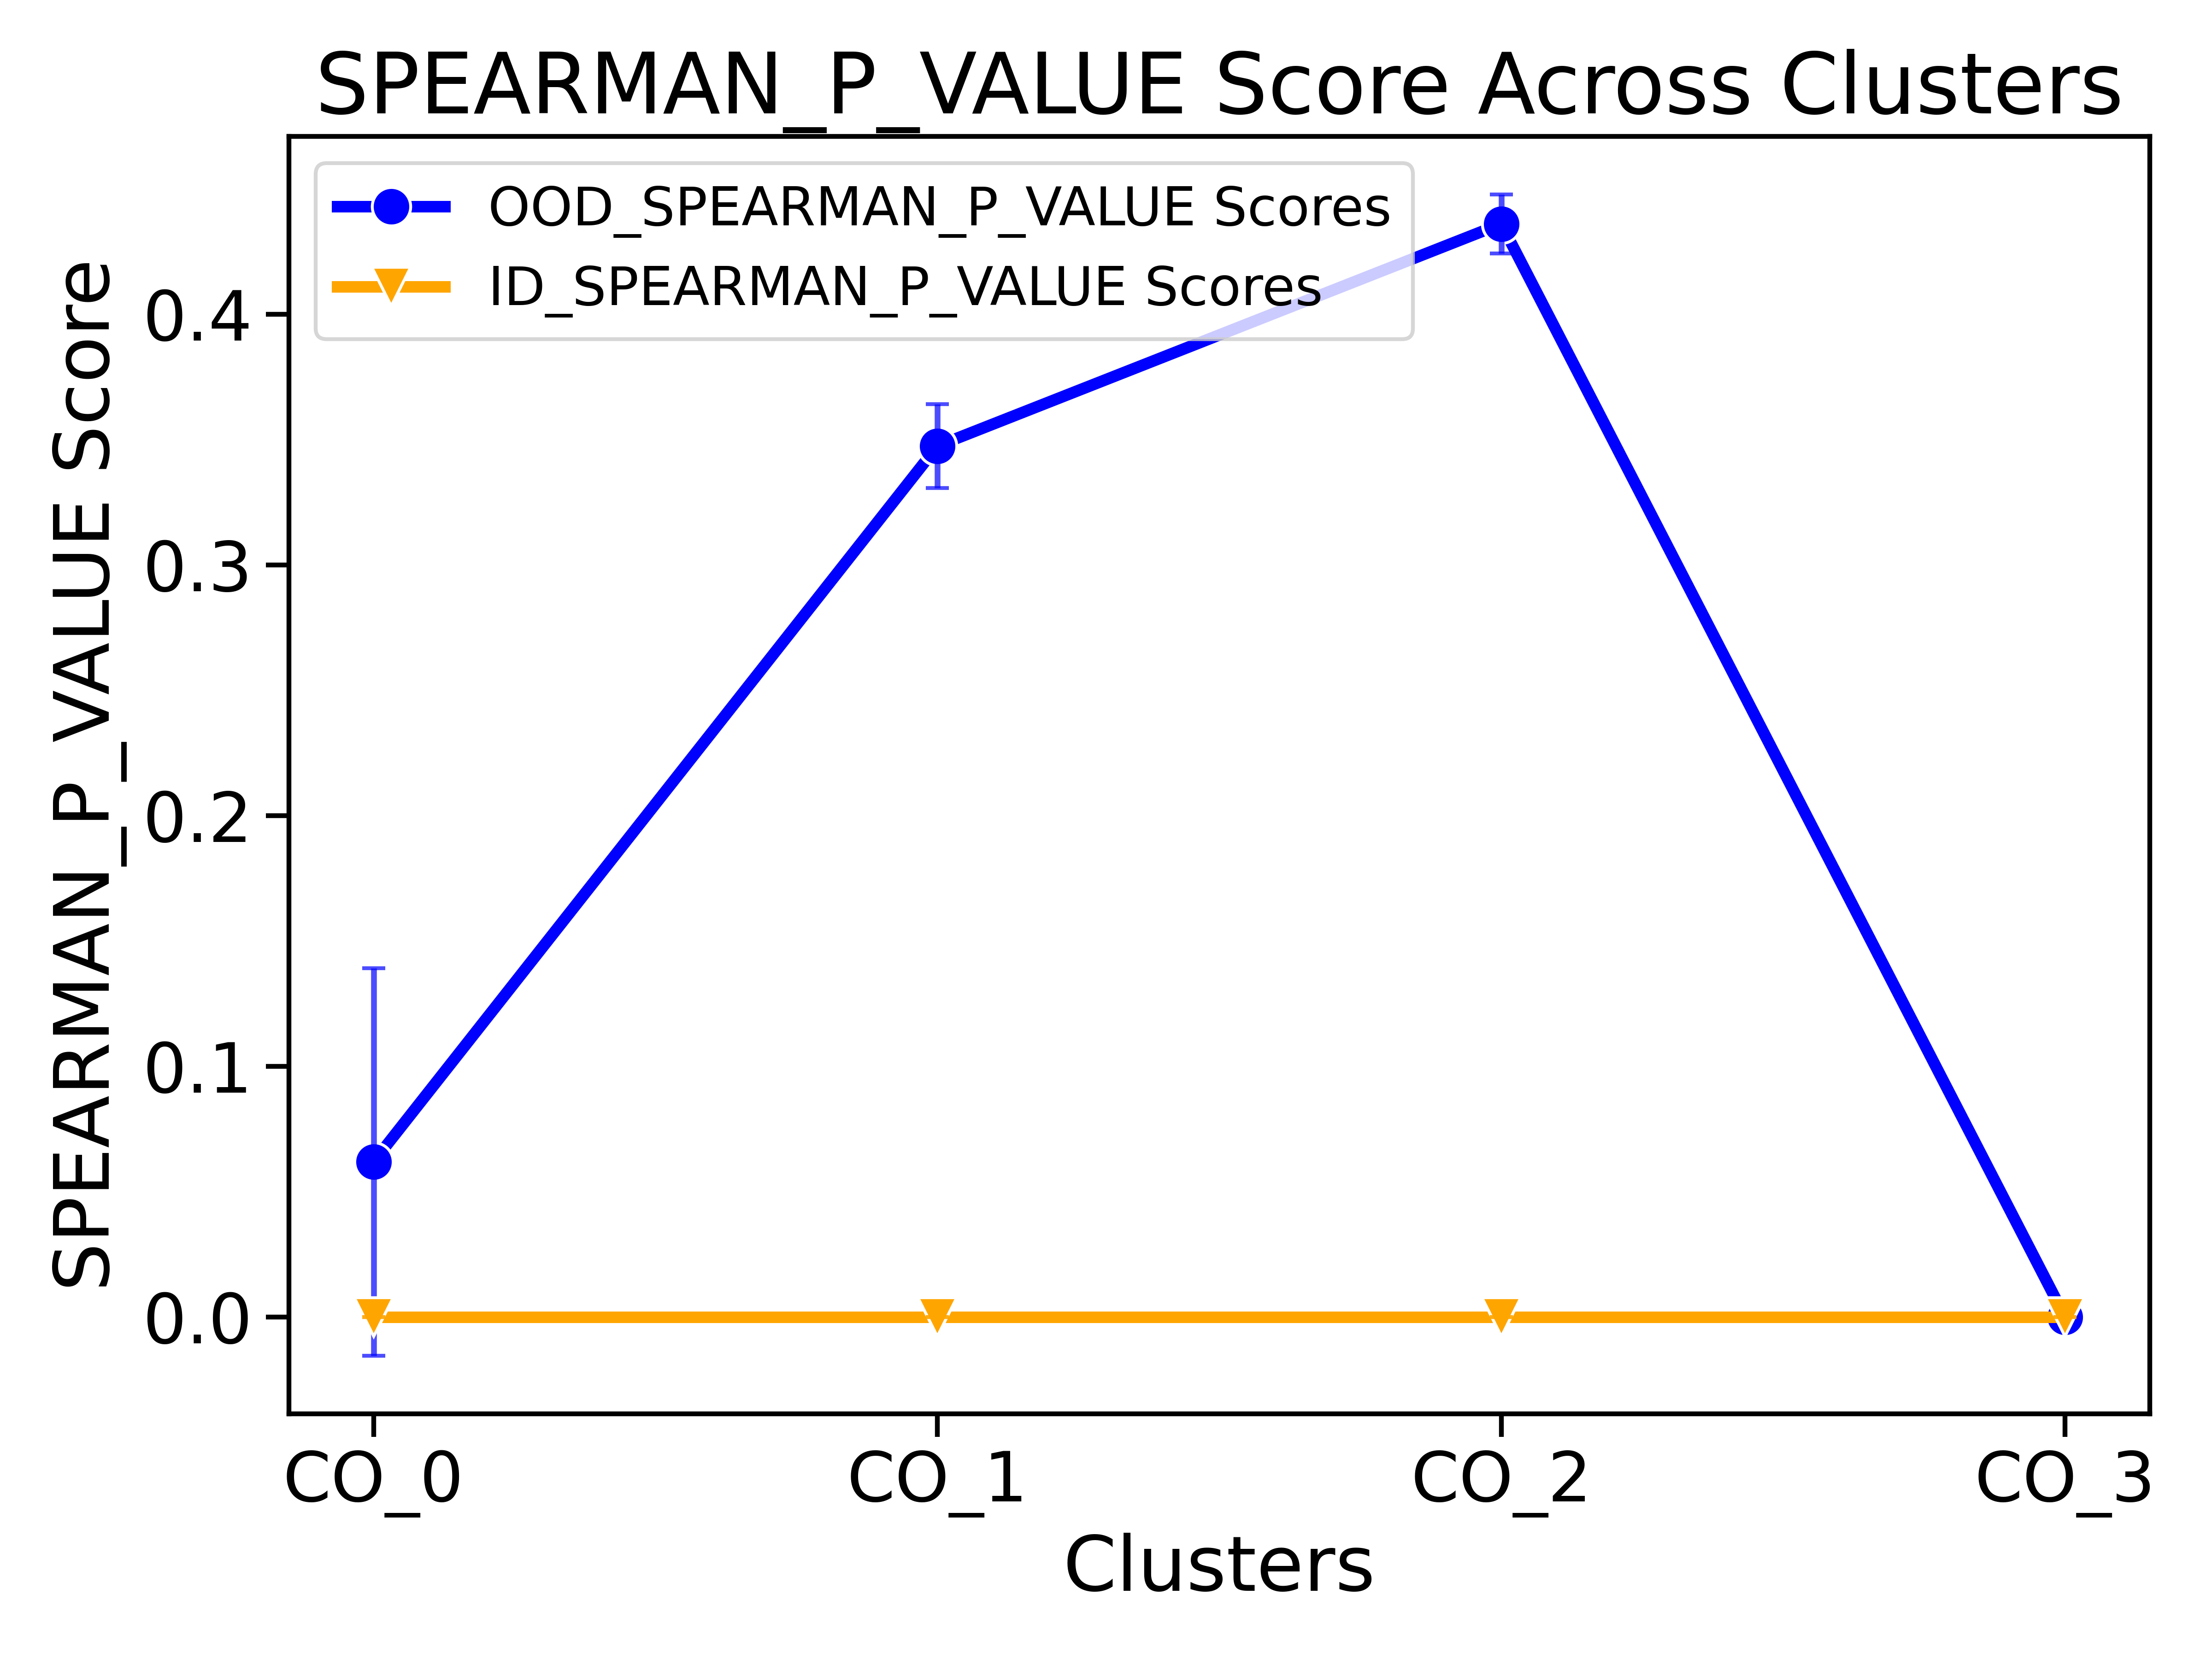 SPEARMAN_P_VALUE Score Across Clusters
OOD_SPEARMAN_P_VALUE Scores
ID_SPEARMAN_P_VALUE Scores
SPEARMAN_P_VALUE Score
0.4
0.3
0.2
0.1
0.0
CO_0 CO_1 CO_2 CO_3
Clusters